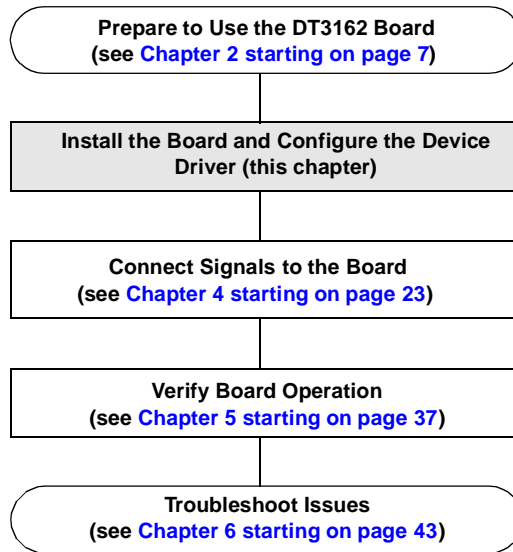 Prepare to Use the DT3162 Board
(see Chapter 2 starting on page 7)
Install the Board and Configure the Device
Driver (this chapter)
Connect Signals to the Board
(see Chapter 4 starting on page 23)
Verify Board Operation
(see Chapter 5 starting on page 37)
Troubleshoot Issues
(see Chapter 6 starting on page 43)